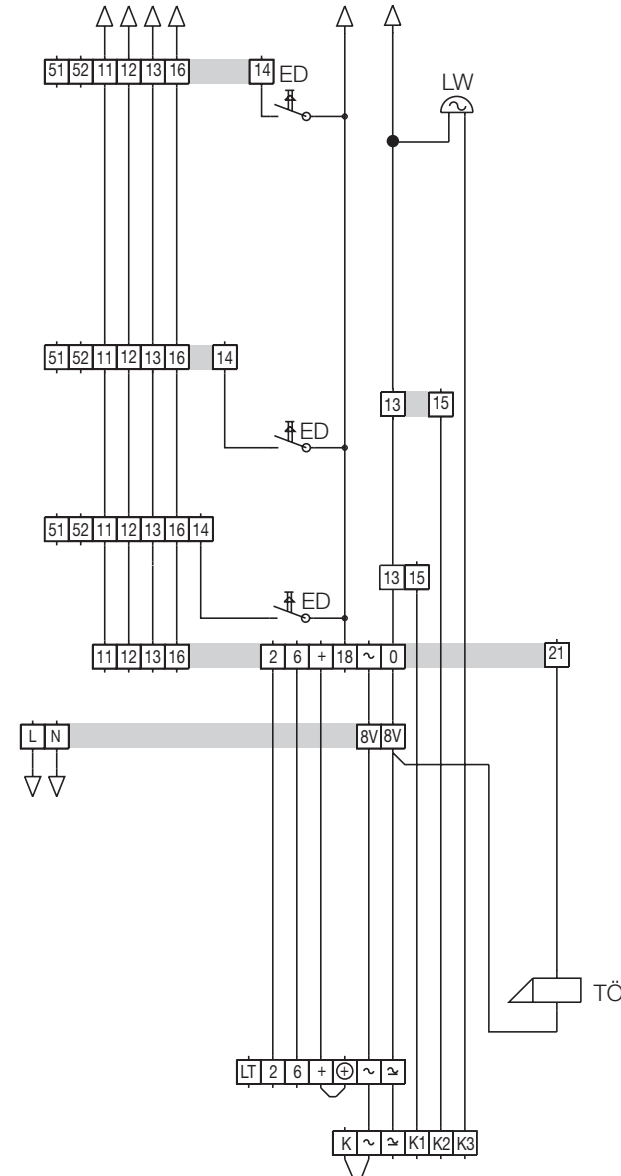 51 52 11 12 13 16 14 ED
LW
51 52 11 12 13 16 14
13 15
ED
51 52 11 12 13 16 14
13 15
ED
11 12 13 16 2 6 + 18 ~ 0 21
L N 8V 8V
TÖ
LT 2 6 + + ~ ≃
K ~ ≃ K1 K2 K3